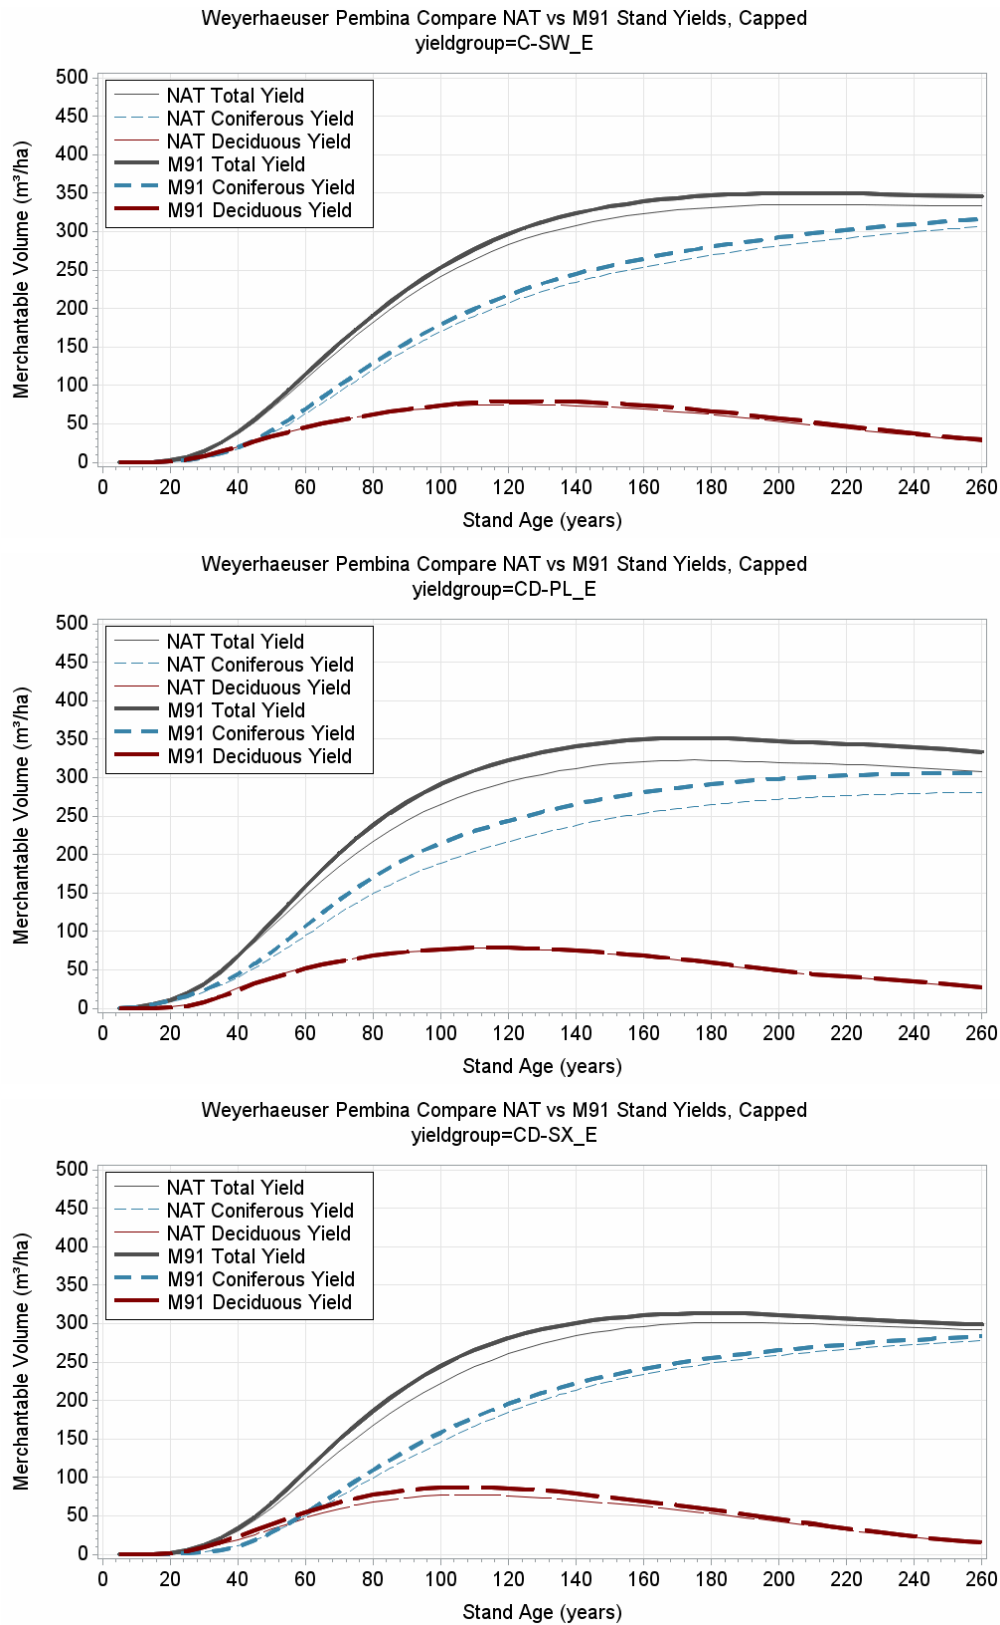 Weyerhaeuser Pembina Compare NAT vs M91 Stand Yields, Capped
yieldgroup=C-SW_E
500
450
400
350
300
250
200
150
100
50
0
Merchantable Volume (m³/ha)
NAT Total Yield
NAT Coniferous Yield
NAT Deciduous Yield
M91 Total Yield
M91 Coniferous Yield
M91 Deciduous Yield
0 20 40 60 80 100 120 140 160 180 200 220 240 260
Stand Age (years)
Weyerhaeuser Pembina Compare NAT vs M91 Stand Yields, Capped
yieldgroup=CD-PL_E
500
450
400
350
300
250
200
150
100
50
0
Merchantable Volume (m³/ha)
NAT Total Yield
NAT Coniferous Yield
NAT Deciduous Yield
M91 Total Yield
M91 Coniferous Yield
M91 Deciduous Yield
0 20 40 60 80 100 120 140 160 180 200 220 240 260
Stand Age (years)
Weyerhaeuser Pembina Compare NAT vs M91 Stand Yields, Capped
yieldgroup=CD-SX_E
500
450
400
350
300
250
200
150
100
50
0
Merchantable Volume (m³/ha)
NAT Total Yield
NAT Coniferous Yield
NAT Deciduous Yield
M91 Total Yield
M91 Coniferous Yield
M91 Deciduous Yield
0 20 40 60 80 100 120 140 160 180 200 220 240 260
Stand Age (years)